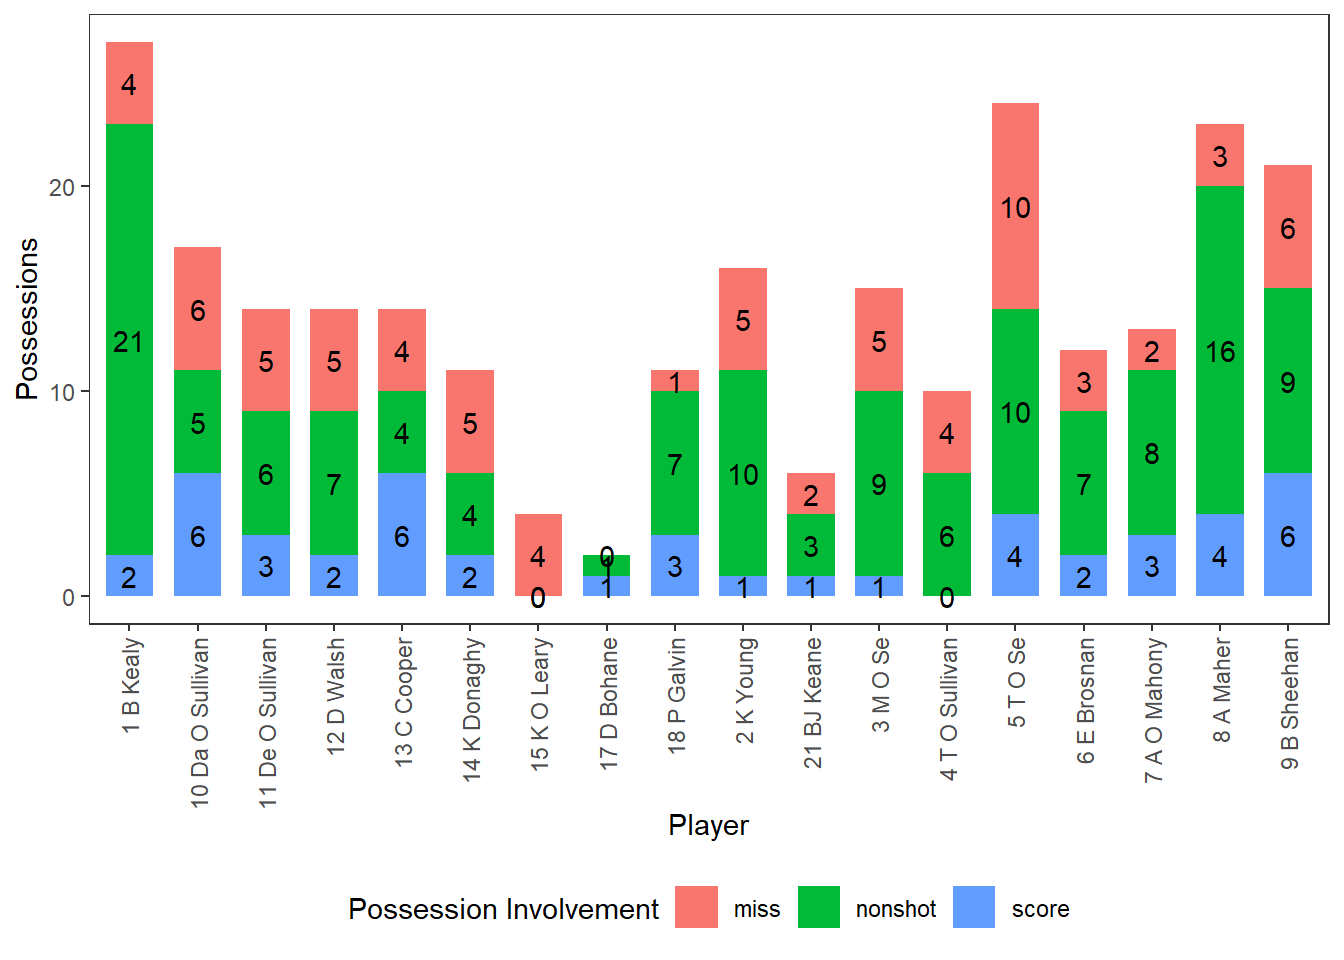 Possessions
20
10
0
4
21
2
6
5
6
5
6
3
5
7
2
4
4
6
5
4
2
4
0
0
1
1
1
7
3
5
10
1
2
3
1
5
9
1
4
6
0
10
10
4
3
7
2
2
8
3
3
16
4
6
9
6
1 B Kealy
10 Da O Sullivan
11 De O Sullivan
12 D Walsh
13 C Cooper
14 K Donaghy
15 K O Leary
17 D Bohane
18 P Galvin
2 K Young
21 BJ Keane
3 M O Se
4 T O Sullivan
5 T O Se
6 E Brosnan
7 A O Mahony
8 A Maher
9 B Sheehan
Player
Possession Involvement miss nonshot score